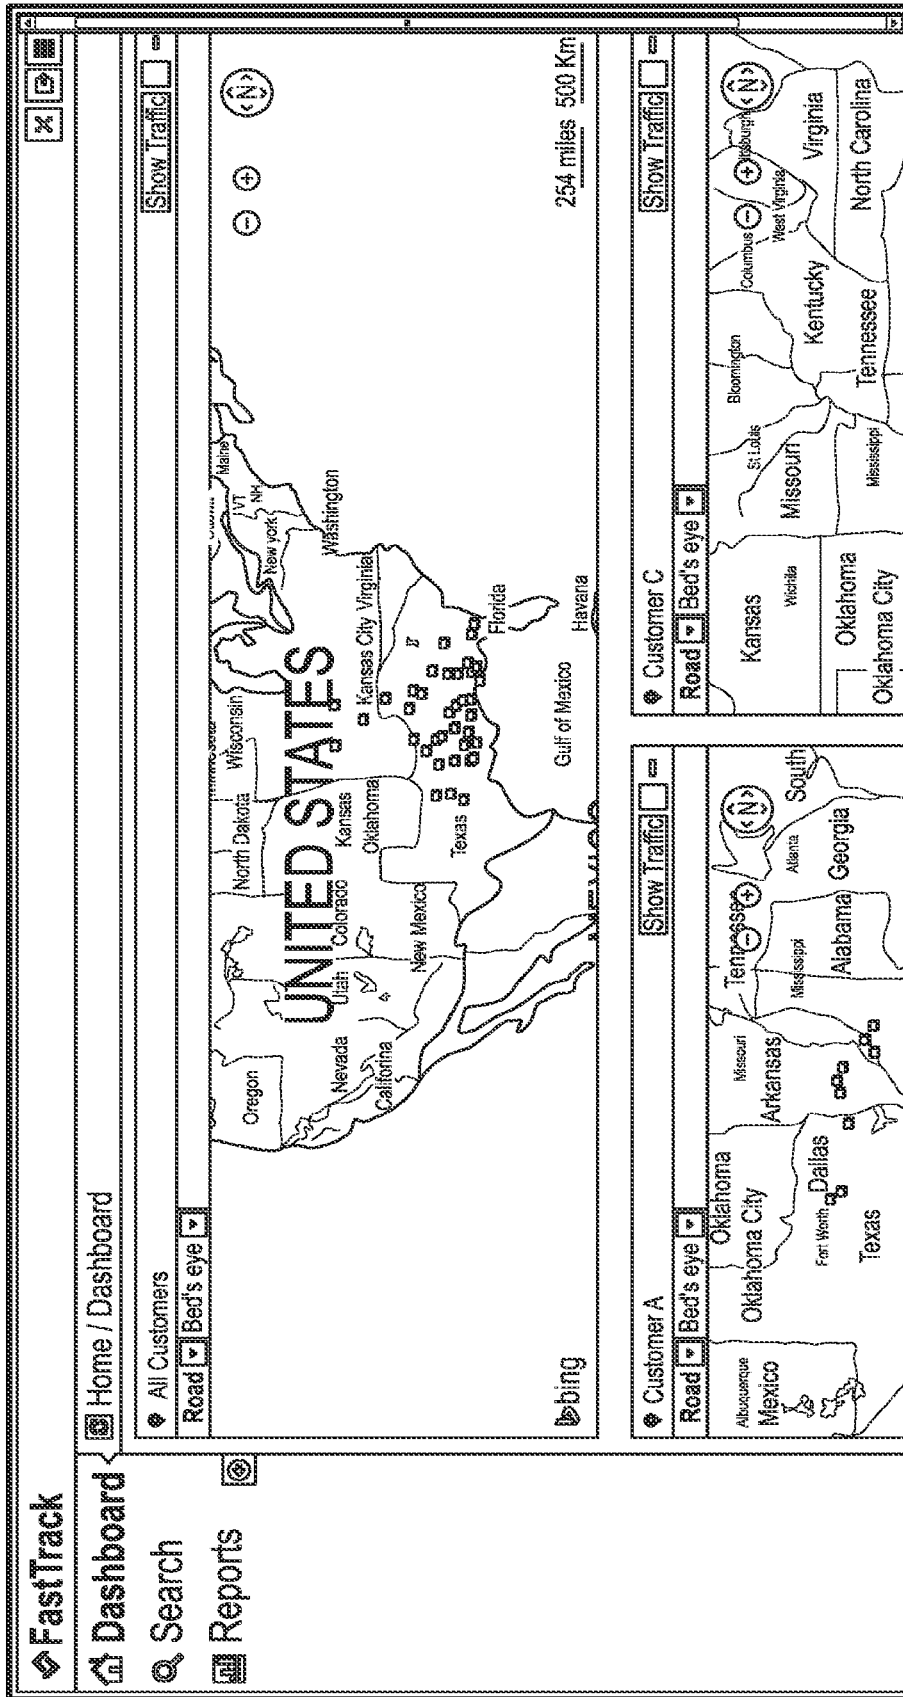 FastTrack
Dashboard
Search
Reports
Home / Dashboard
All Customers
Show Traffic
Road Bed's eye
Oregon
North Dakota
Wisconsin
New york
VT
NH
Maine
UNITED STATES
Washington
Nevada
Utah
Colorado
Kansas
Kansas City
Virginia
California
New Mexico
Oklahoma
Texas
Florida
Gulf of Mexico
Havana
bing
254 miles 500 Km
Customer A
Show Traffic
Road Bed's eye
Albuquerque
Mexico
Oklahoma
Oklahoma City
Missouri
Arkansas
Tennessee
Mississippi
Atlanta
South
Fort Worth
Dallas
Texas
Alabama
Georgia
Customer C
Show Traffic
Road Bed's eye
Kansas
Wichita
St Louis
Missouri
Bloomington
Columbus
West Virginia
Kentucky
Virginia
Oklahoma
Oklahoma City
Mississippi
Tennessee
North Carolina